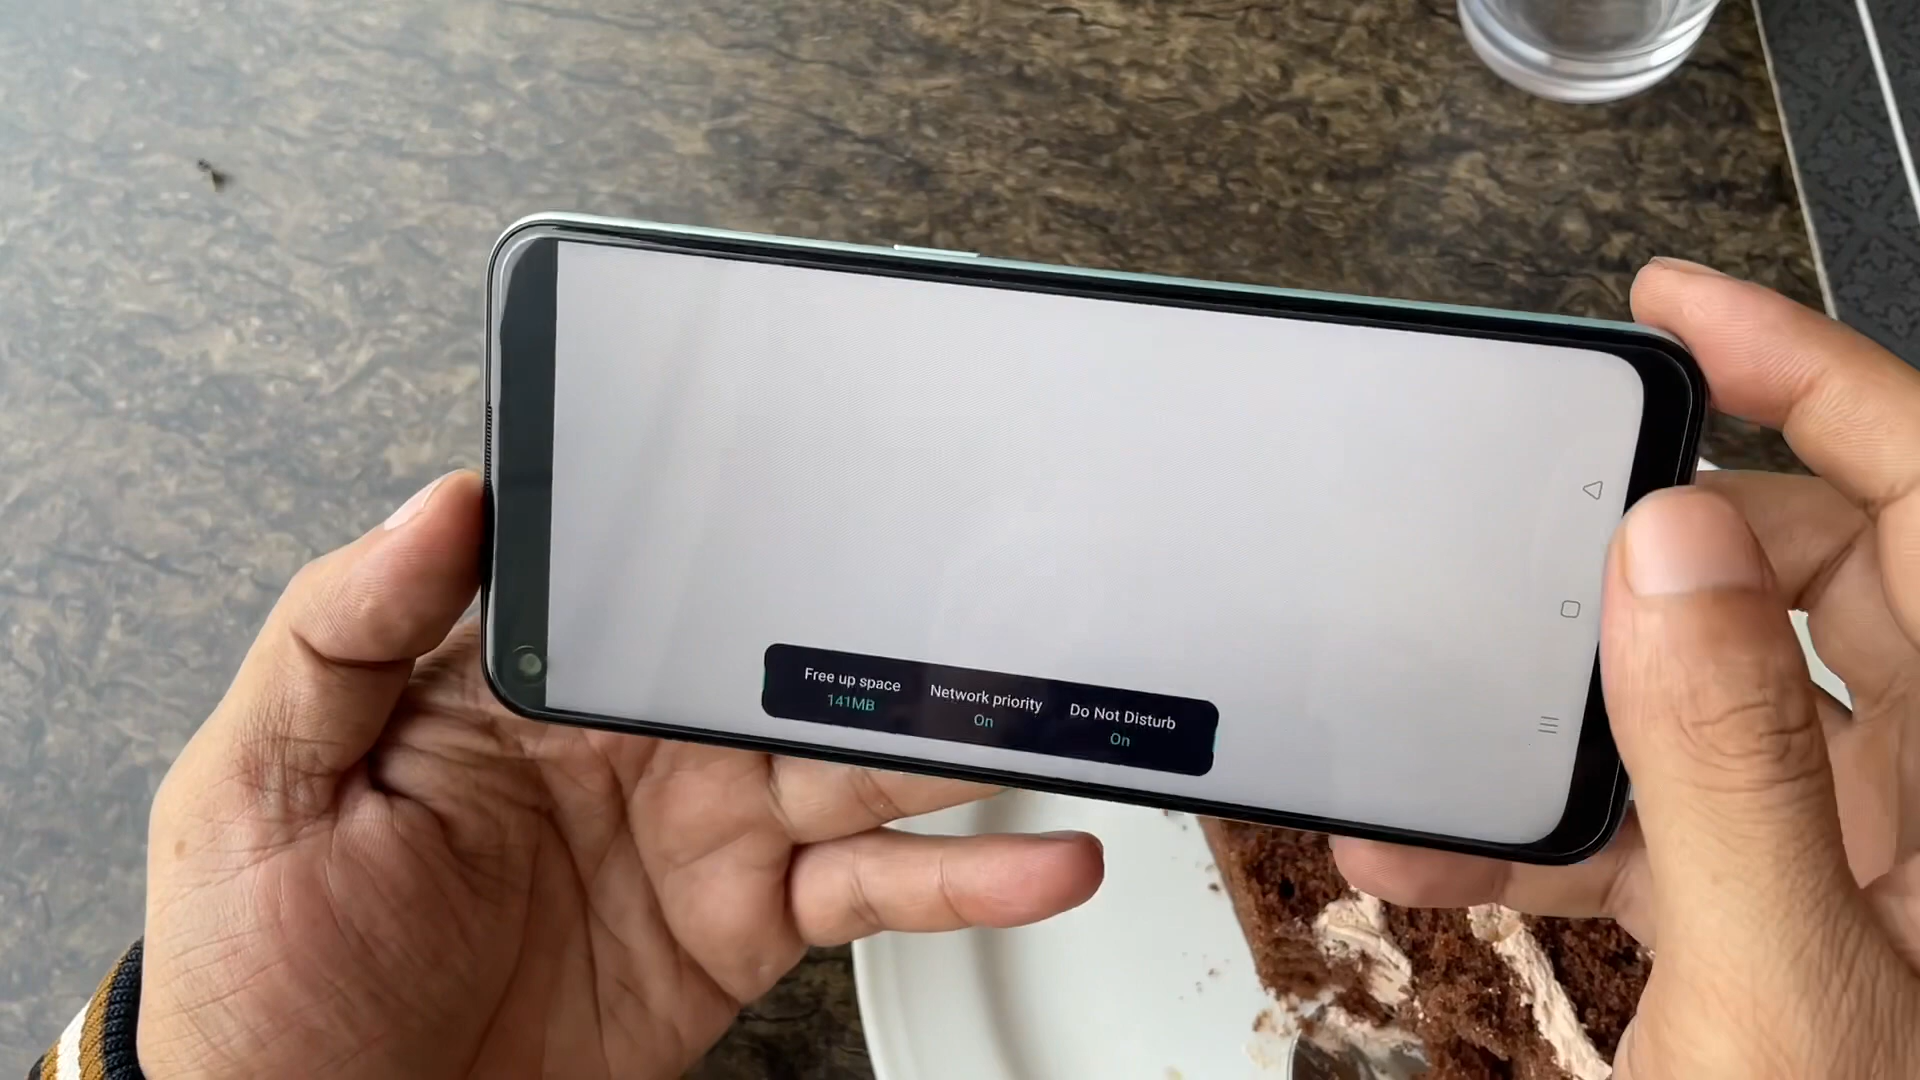 Free up space
141MB
Network priority
On
Do Not Disturb
On